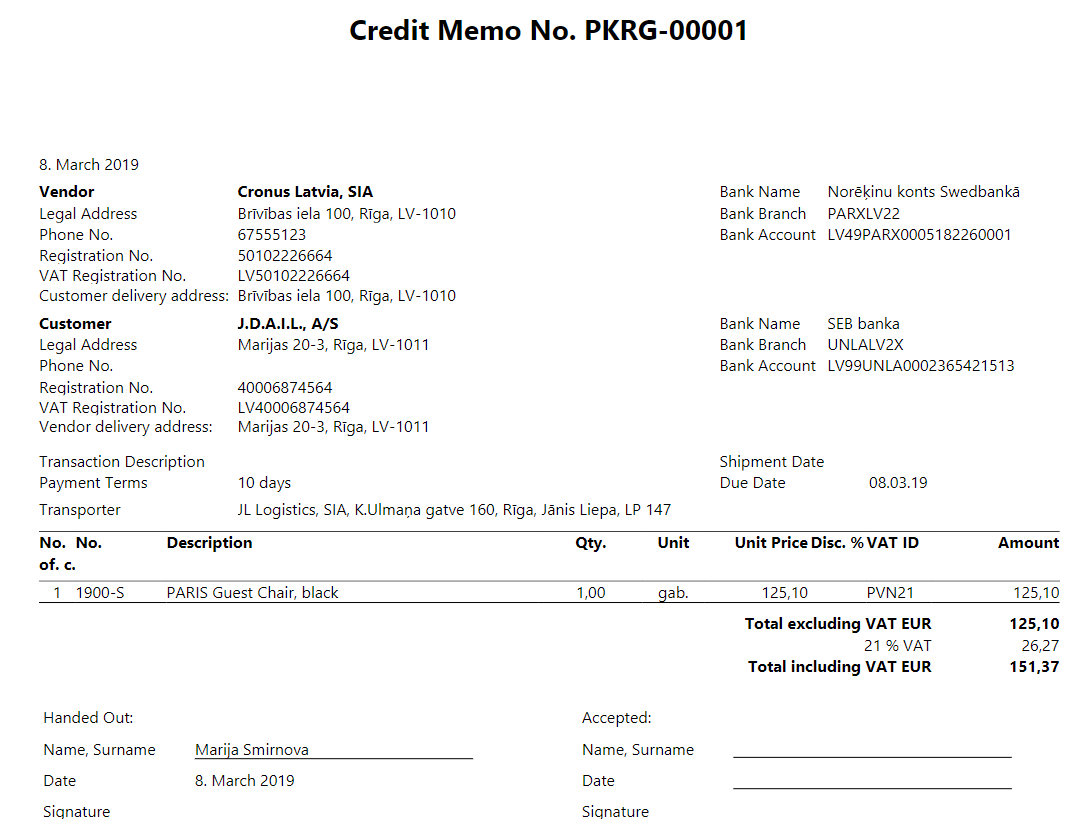 Credit Memo No. PKRG-00001
8. March 2019
Vendor Cronus Latvia, SIA Bank Name Norēķinu konts Swedbankā
Legal Address Brīvības iela 100, Rīga, LV-1010 Bank Branch PARXLV22
Phone No. 67555123 Bank Account LV49PARX0005182260001
Registration No. 50102226664
VAT Registration No. LV50102226664
Customer delivery address: Brīvības iela 100, Rīga, LV-1010
Customer J.D.A.I.L., A/S Bank Name SEB banka
Legal Address Marijas 20-3, Rīga, LV-1011 Bank Branch UNLALV2X
Phone No. Bank Account LV99UNLA0002365421513
Registration No. 40006874564
VAT Registration No. LV40006874564
Vendor delivery address: Marijas 20-3, Rīga, LV-1011
Transaction Description Shipment Date
Payment Terms 10 days Due Date 08.03.19
Transporter JL Logistics, SIA, K.Ulmaņa gatve 160, Rīga, Jānis Liepa, LP 147
No. No. Description Qty. Unit Unit Price Disc. % VAT ID Amount
of. c.
1 1900-S PARIS Guest Chair, black 1,00 gab. 125,10 PVN21 125,10
Total excluding VAT EUR 125,10
21 % VAT 26,27
Total including VAT EUR 151,37
Handed Out: Accepted:
Name, Surname Marija Smirnova Name, Surname
Date 8. March 2019 Date
Signature Signature